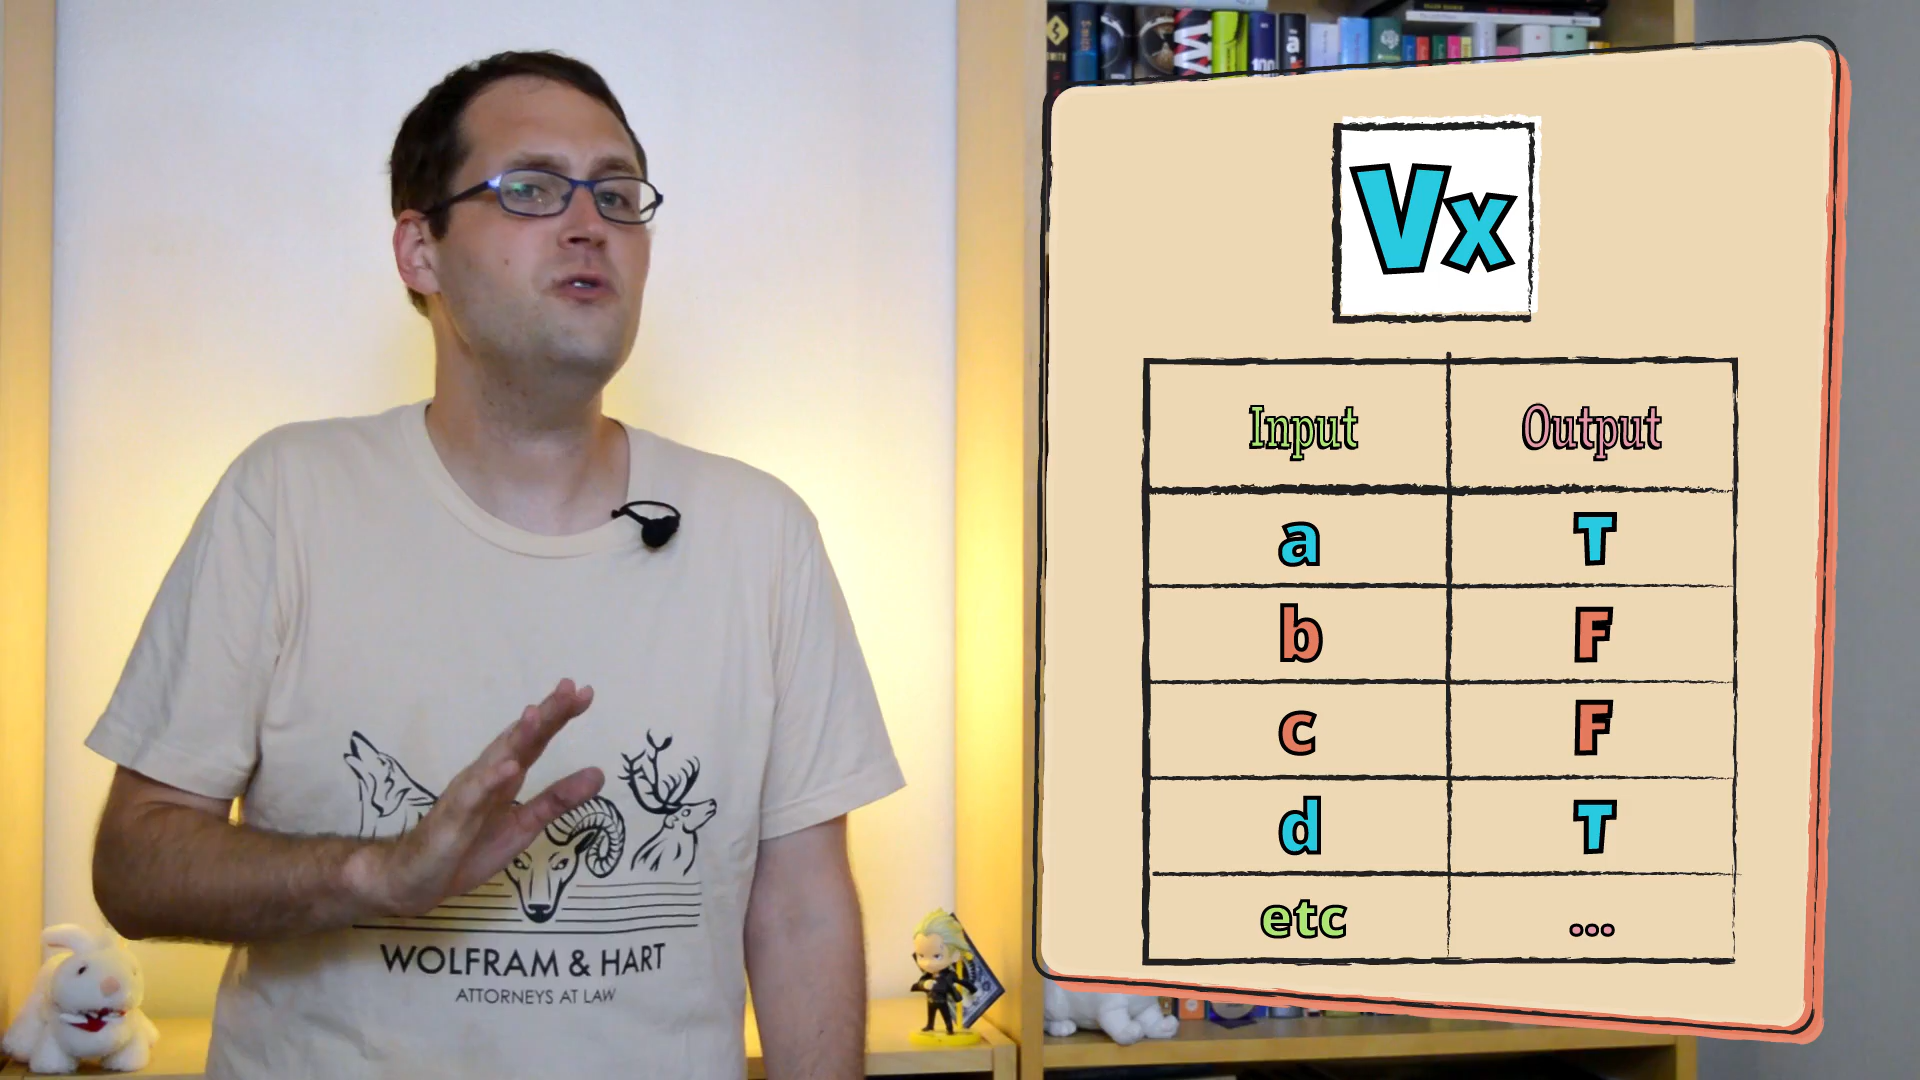 Vx
Input Output
a T
b F
c F
d T
etc ...
WOLFRAM & HART
ATTORNEYS AT LAW